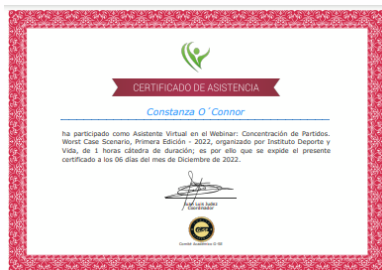 CERTIFICADO DE ASISTENCIA
Constanza O´Connor
ha participado como Asistente Virtual en el Webinar: Concentración de Partidos.
Worst Case Scenario, Primera Edición - 2022, organizado por Instituto Deporte y
Vida, de 1 horas cátedra de duración; es por ello que se expide el presente
certificado a los 06 días del mes de Diciembre de 2022.
Coordinador
Comité Académico